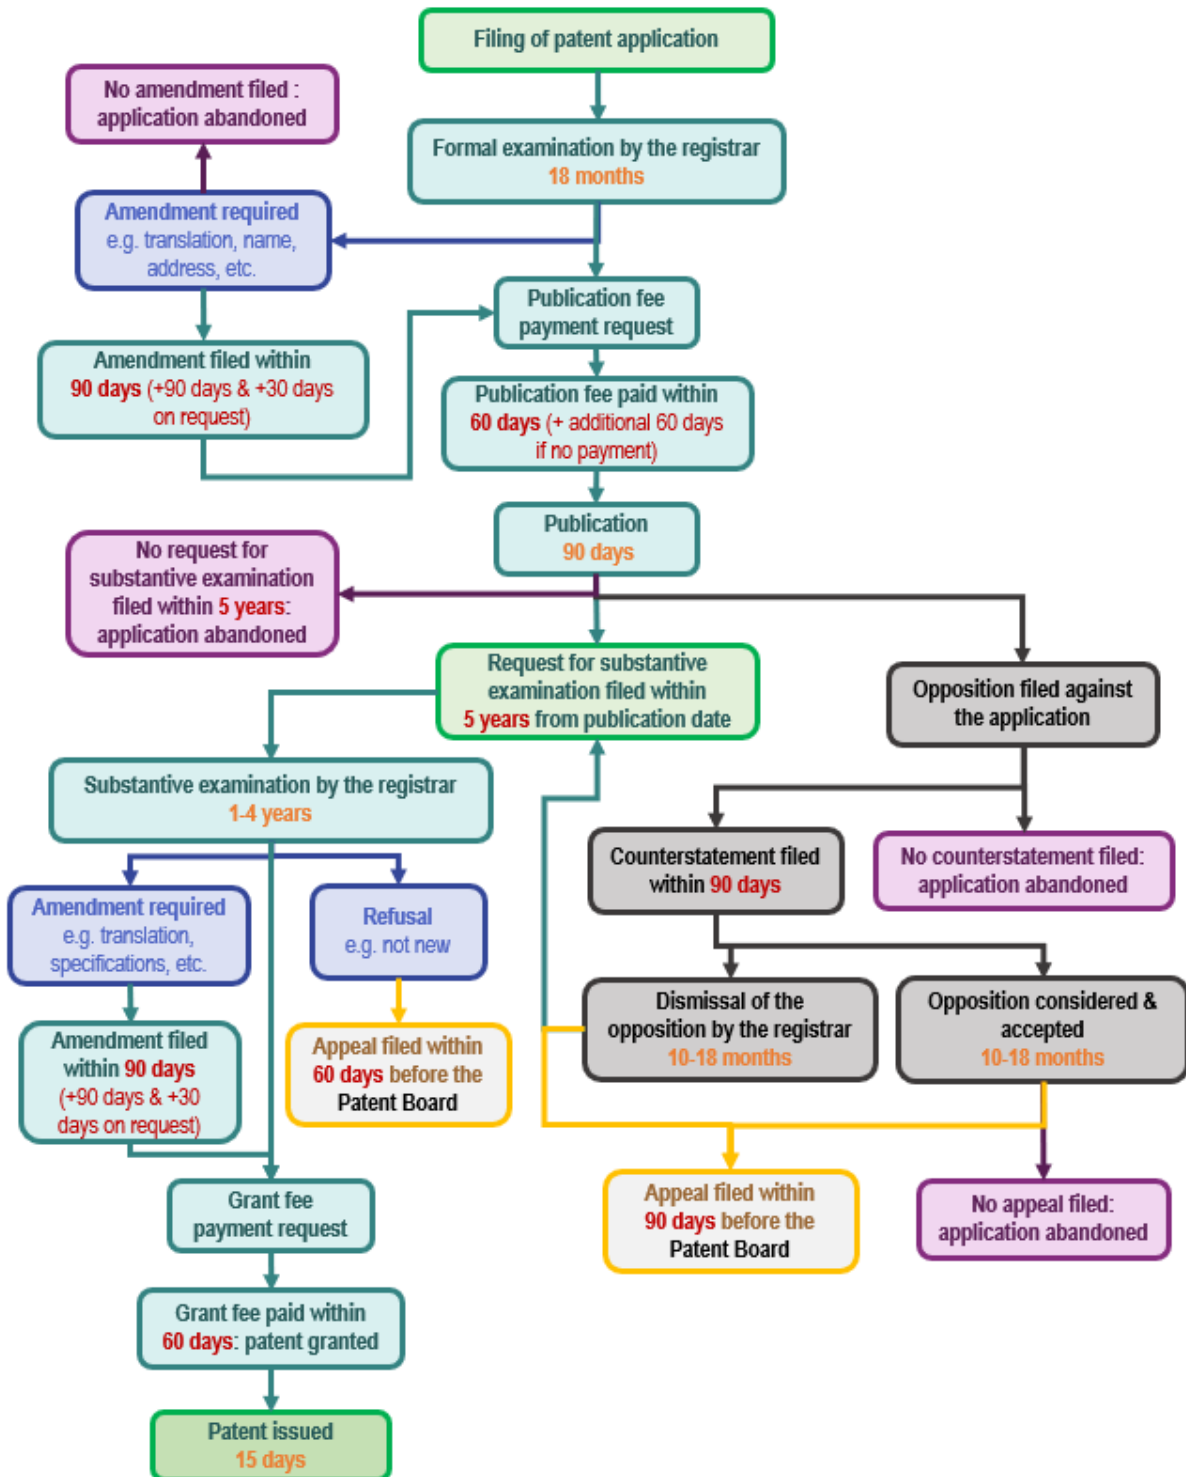 Filing of patent application
No amendment filed :
application abandoned
Formal examination by the registrar
18 months
Amendment required
e.g. translation, name,
address, etc.
Publication fee
payment request
Amendment filed within
90 days (+90 days & +30 days
on request)
Publication fee paid within
60 days (+ additional 60 days
if no payment)
Publication
90 days
No request for
substantive examination
filed within 5 years:
application abandoned
Request for substantive
examination filed within
5 years from publication date
Opposition filed against
the application
Substantive examination by the registrar
1-4 years
Counterstatement filed
within 90 days
No counterstatement filed:
application abandoned
Amendment required
e.g. translation,
specifications, etc.
Refusal
e.g. not new
Dismissal of the
opposition by the registrar
10-18 months
Opposition considered &
accepted
10-18 months
Amendment filed
within 90 days
(+90 days & +30
days on request)
Appeal filed within
60 days before the
Patent Board
Appeal filed within
90 days before the
Patent Board
No appeal filed:
application abandoned
Grant fee
payment request
Grant fee paid within
60 days: patent granted
Patent issued
15 days